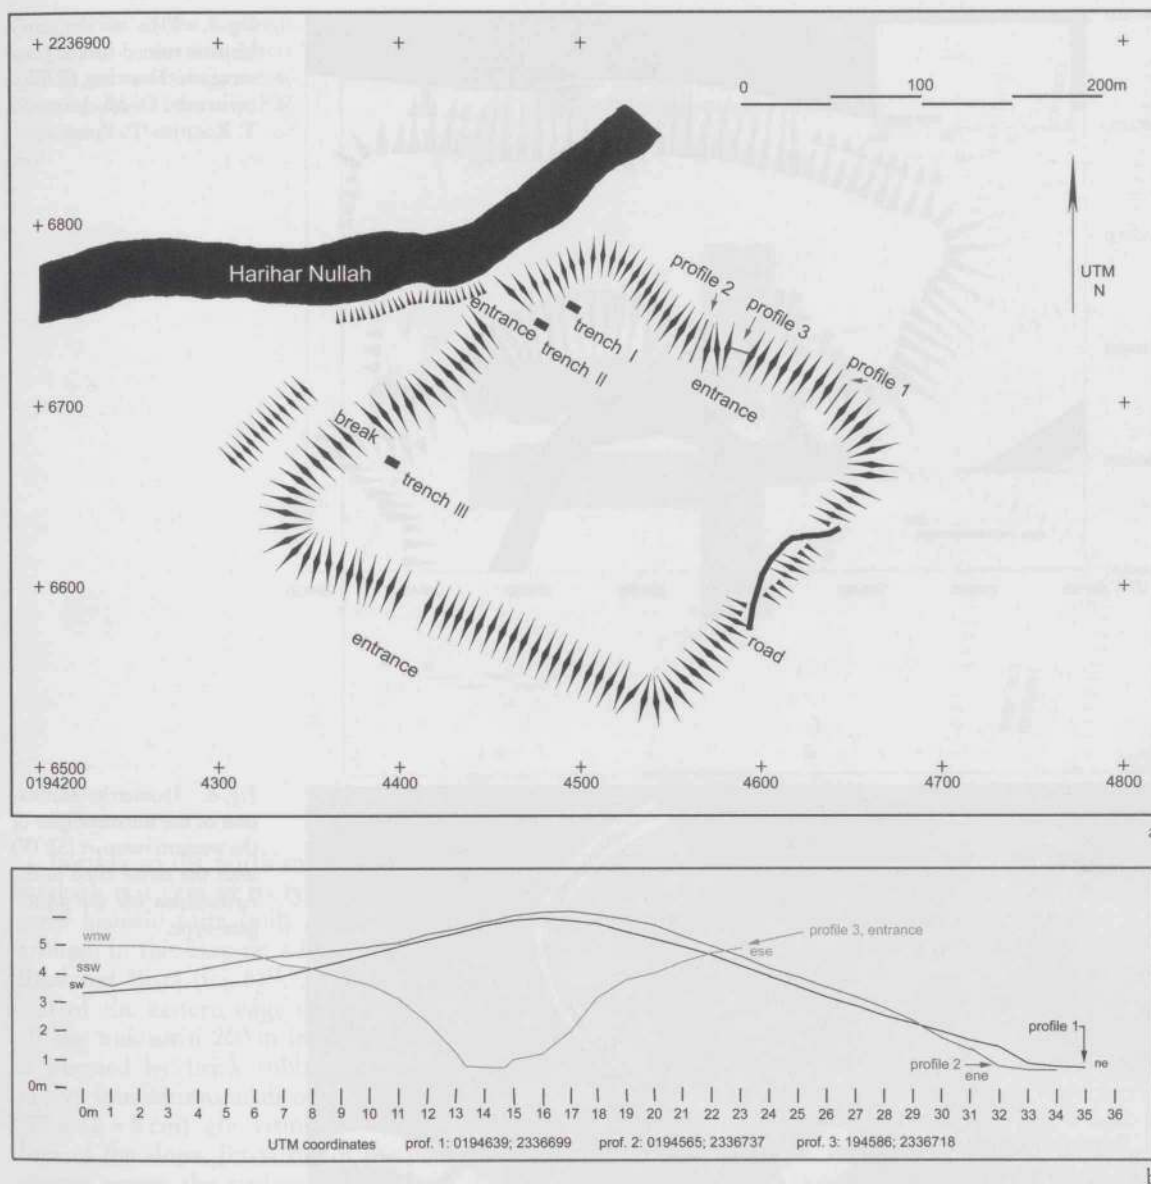 + 2236900 + + + +
0 100 200m
+ 6800 +
Harihar Nullah
UTM
N
profile 2
profile 3
profile 1
entrance
trench I
trench II
entrance
+ 6700 + + +
break
trench III
+ 6600 + +
entrance
road
+ 6500 + + + + + +
0194200 4300 4400 4500 4600 4700 4800
wnw
ssw
sw
profile 3, entrance
ese
profile 1
ne
profile 2
ene
5
4
3
2
1
0m
0m 1 2 3 4 5 6 7 8 9 10 11 12 13 14 15 16 17 18 19 20 21 22 23 24 25 26 27 28 29 30 31 32 33 34 35 36
UTM coordinates prof. 1: 0194639; 2336699 prof. 2: 0194565; 2336737 prof. 3: 194586; 2336718